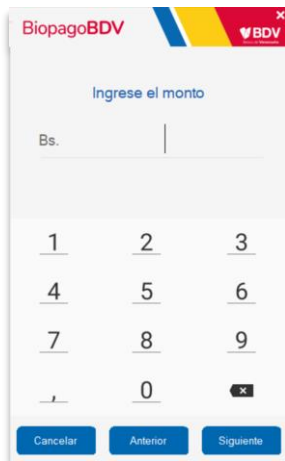 BiopagoBDV
BDV
Ingrese el monto
Bs.
1 2 3
4 5 6
7 8 9
, 0
Cancelar Anterior Siguiente